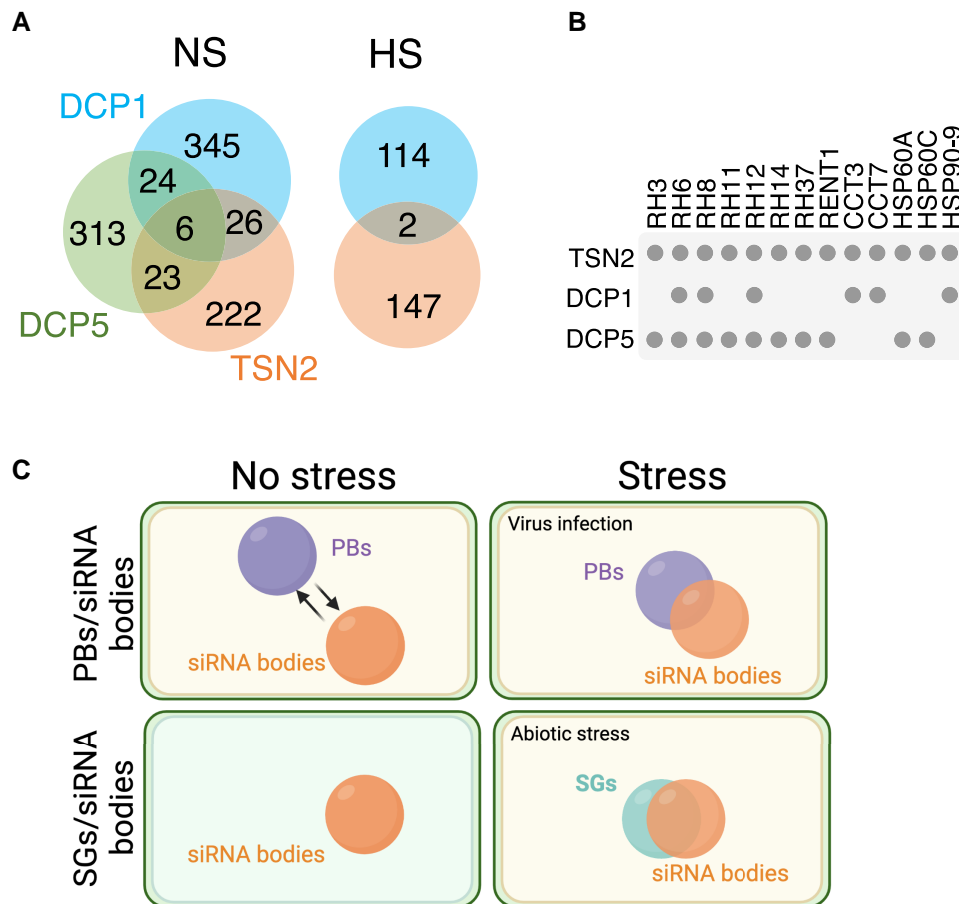 A
NS
HS
DCP1
345
24
6
26
313
23
222
DCP5
TSN2
114
2
147
B
RH3
RH6
RH8
RH11
RH12
RH14
RH37
RENT1
CCT3
CCT7
HSP60A
HSP60C
HSP90-9
TSN2
DCP1
DCP5
C
No stress
Stress
PBs/siRNA
bodies
PBs
siRNA bodies
Virus infection
PBs
siRNA bodies
SGs/siRNA
bodies
siRNA bodies
Abiotic stress
SGs
siRNA bodies